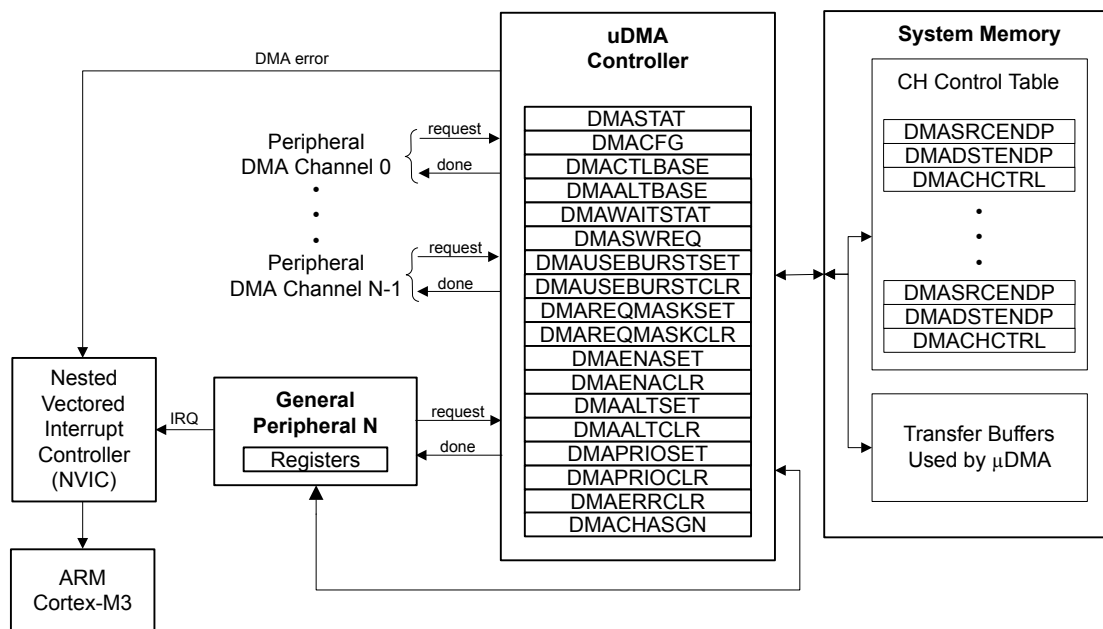 uDMA
Controller
System Memory
DMA error
CH Control Table
DMASTAT
DMACFG
DMACTLBASE
DMAALTBASE
DMAWAITSTAT
DMASWREQ
DMAUSEBURSTSET
DMAUSEBURSTCLR
DMAREQMASKSET
DMAREQMASKCLR
DMAENASET
DMAENACLR
DMAALTSET
DMAALTCLR
DMAPRIOSET
DMAPRIOCLR
DMAERRCLR
DMACHASGN
Peripheral
DMA Channel 0
request
done
Peripheral
DMA Channel N-1
request
done
DMASRCENDP
DMADSTENDP
DMACHCTRL
DMASRCENDP
DMADSTENDP
DMACHCTRL
Nested
Vectored
Interrupt
Controller
(NVIC)
IRQ
General
Peripheral N
Registers
request
done
Transfer Buffers
Used by μDMA
ARM
Cortex-M3